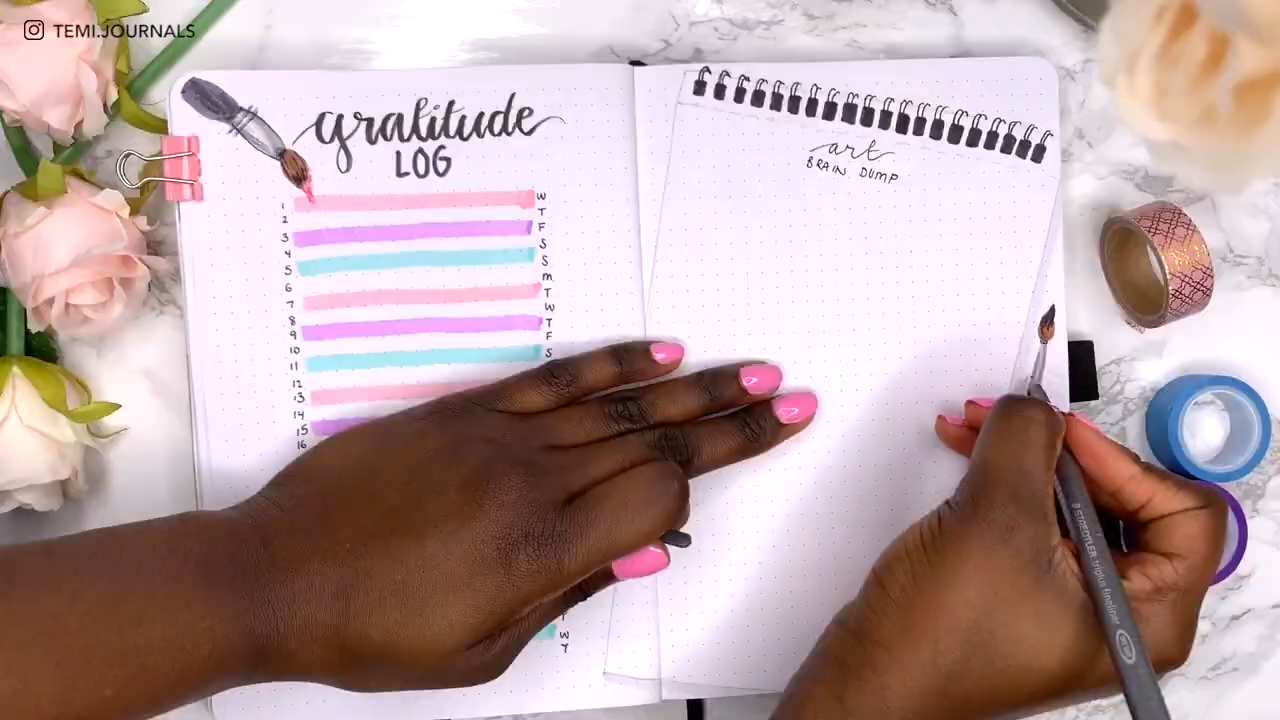 TEMI.JOURNALS
gratitude
LOG
art
BRAIN DUMP
1
2
3
4
5
6
7
8
9
10
11
12
13
14
15
16
W
T
F
S
S
m
T
W
T
F
S
W
T
STAEDTLER triplus fineliner